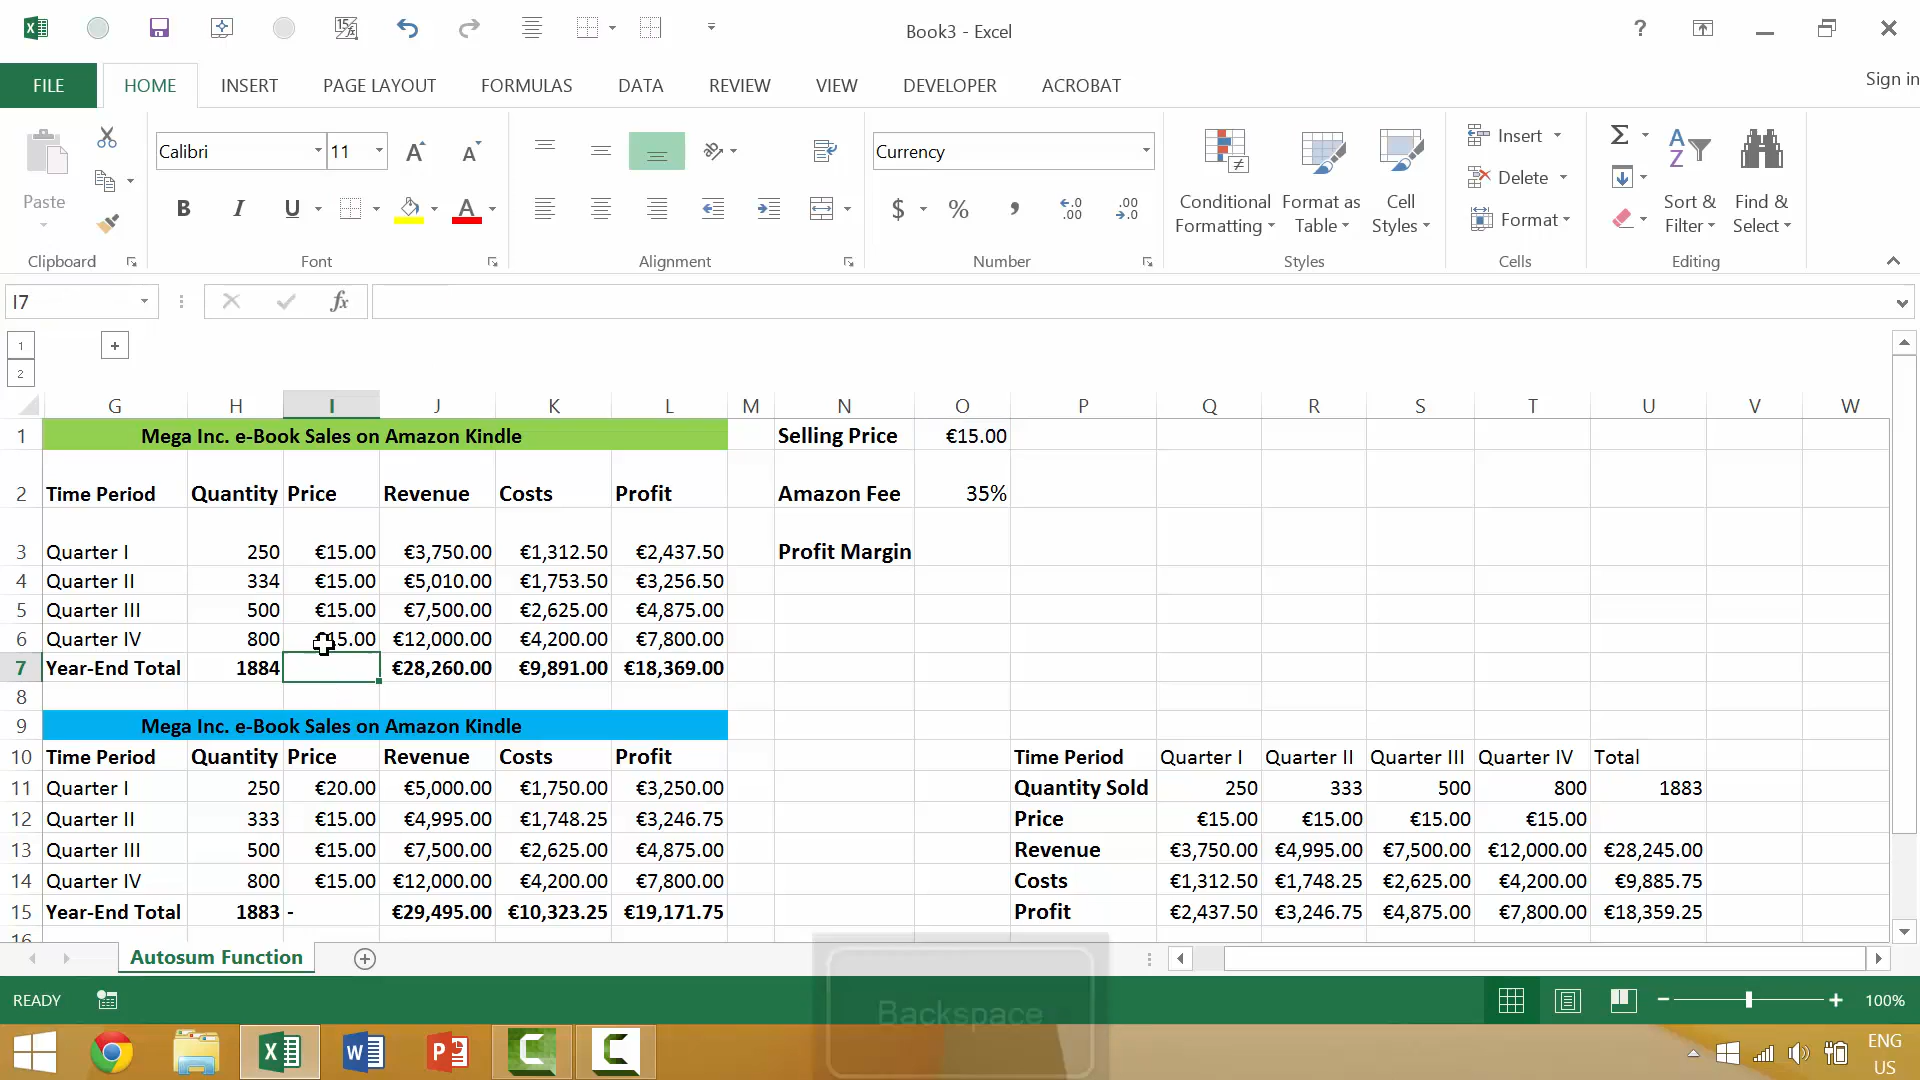 Book3 - Excel
?
Sign in
FILE HOME INSERT PAGE LAYOUT FORMULAS DATA REVIEW VIEW DEVELOPER ACROBAT
Paste
Clipboard
Calibri 11
B I U A
Font
Alignment
Currency
$ % ,
Number
Conditional Formatting
Format as Table
Cell Styles
Styles
Insert
Delete
Format
Cells
Sort & Filter
Find & Select
Editing
I7
fx
1
2
+
G H I J K L M N O P Q R S T U V W
1 Mega Inc. e-Book Sales on Amazon Kindle Selling Price €15.00
2 Time Period Quantity Price Revenue Costs Profit Amazon Fee 35%
3 Quarter I 250 €15.00 €3,750.00 €1,312.50 €2,437.50 Profit Margin
4 Quarter II 334 €15.00 €5,010.00 €1,753.50 €3,256.50
5 Quarter III 500 €15.00 €7,500.00 €2,625.00 €4,875.00
6 Quarter IV 800 15.00 €12,000.00 €4,200.00 €7,800.00
7 Year-End Total 1884 €28,260.00 €9,891.00 €18,369.00
8
9 Mega Inc. e-Book Sales on Amazon Kindle
10 Time Period Quantity Price Revenue Costs Profit Time Period Quarter I Quarter II Quarter III Quarter IV Total
11 Quarter I 250 €20.00 €5,000.00 €1,750.00 €3,250.00 Quantity Sold 250 333 500 800 1883
12 Quarter II 333 €15.00 €4,995.00 €1,748.25 €3,246.75 Price €15.00 €15.00 €15.00 €15.00
13 Quarter III 500 €15.00 €7,500.00 €2,625.00 €4,875.00 Revenue €3,750.00 €4,995.00 €7,500.00 €12,000.00 €28,245.00
14 Quarter IV 800 €15.00 €12,000.00 €4,200.00 €7,800.00 Costs €1,312.50 €1,748.25 €2,625.00 €4,200.00 €9,885.75
15 Year-End Total 1883 - €29,495.00 €10,323.25 €19,171.75 Profit €2,437.50 €3,246.75 €4,875.00 €7,800.00 €18,359.25
16
Autosum Function
Backspace
READY
100%
ENG
US